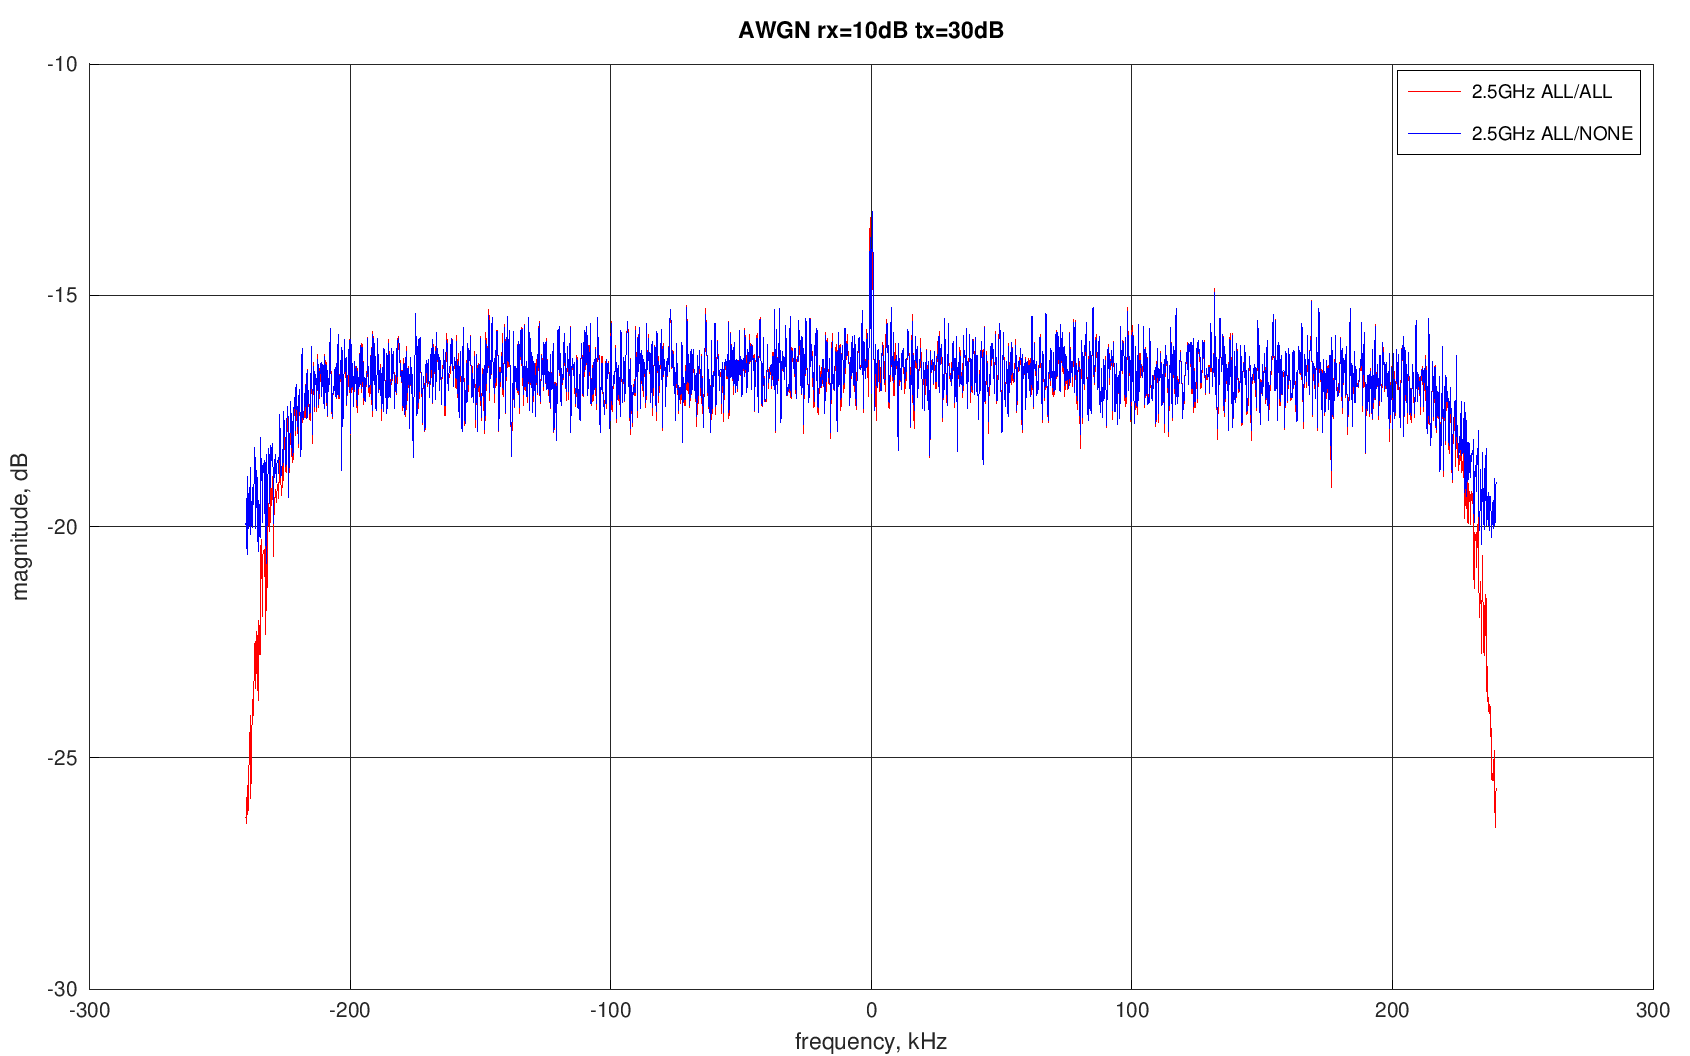 AWGN rx=10dB tx=30dB
-10
2.5GHz ALL/ALL
2.5GHz ALL/NONE
-15
-20
-25
-30
magnitude, dB
-300 -200 -100 0 100 200 300
frequency, kHz